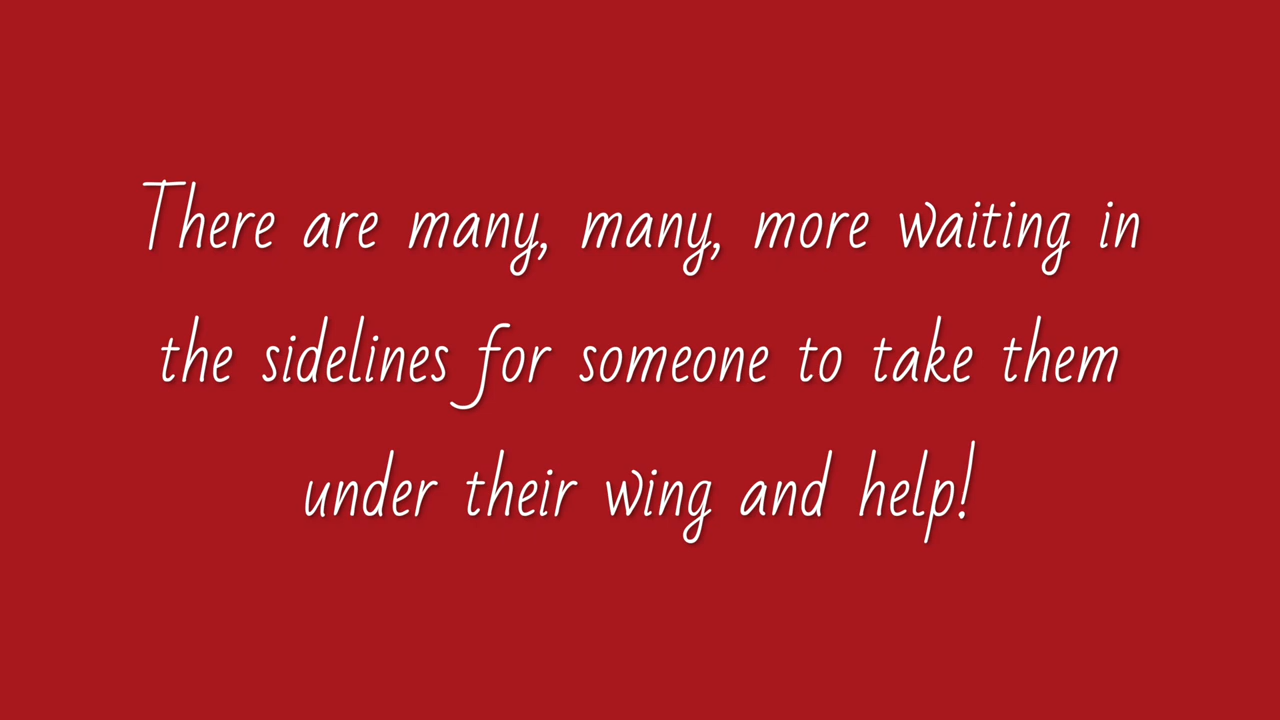 There are many, many, more waiting in
the sidelines for someone to take them
under their wing and help!